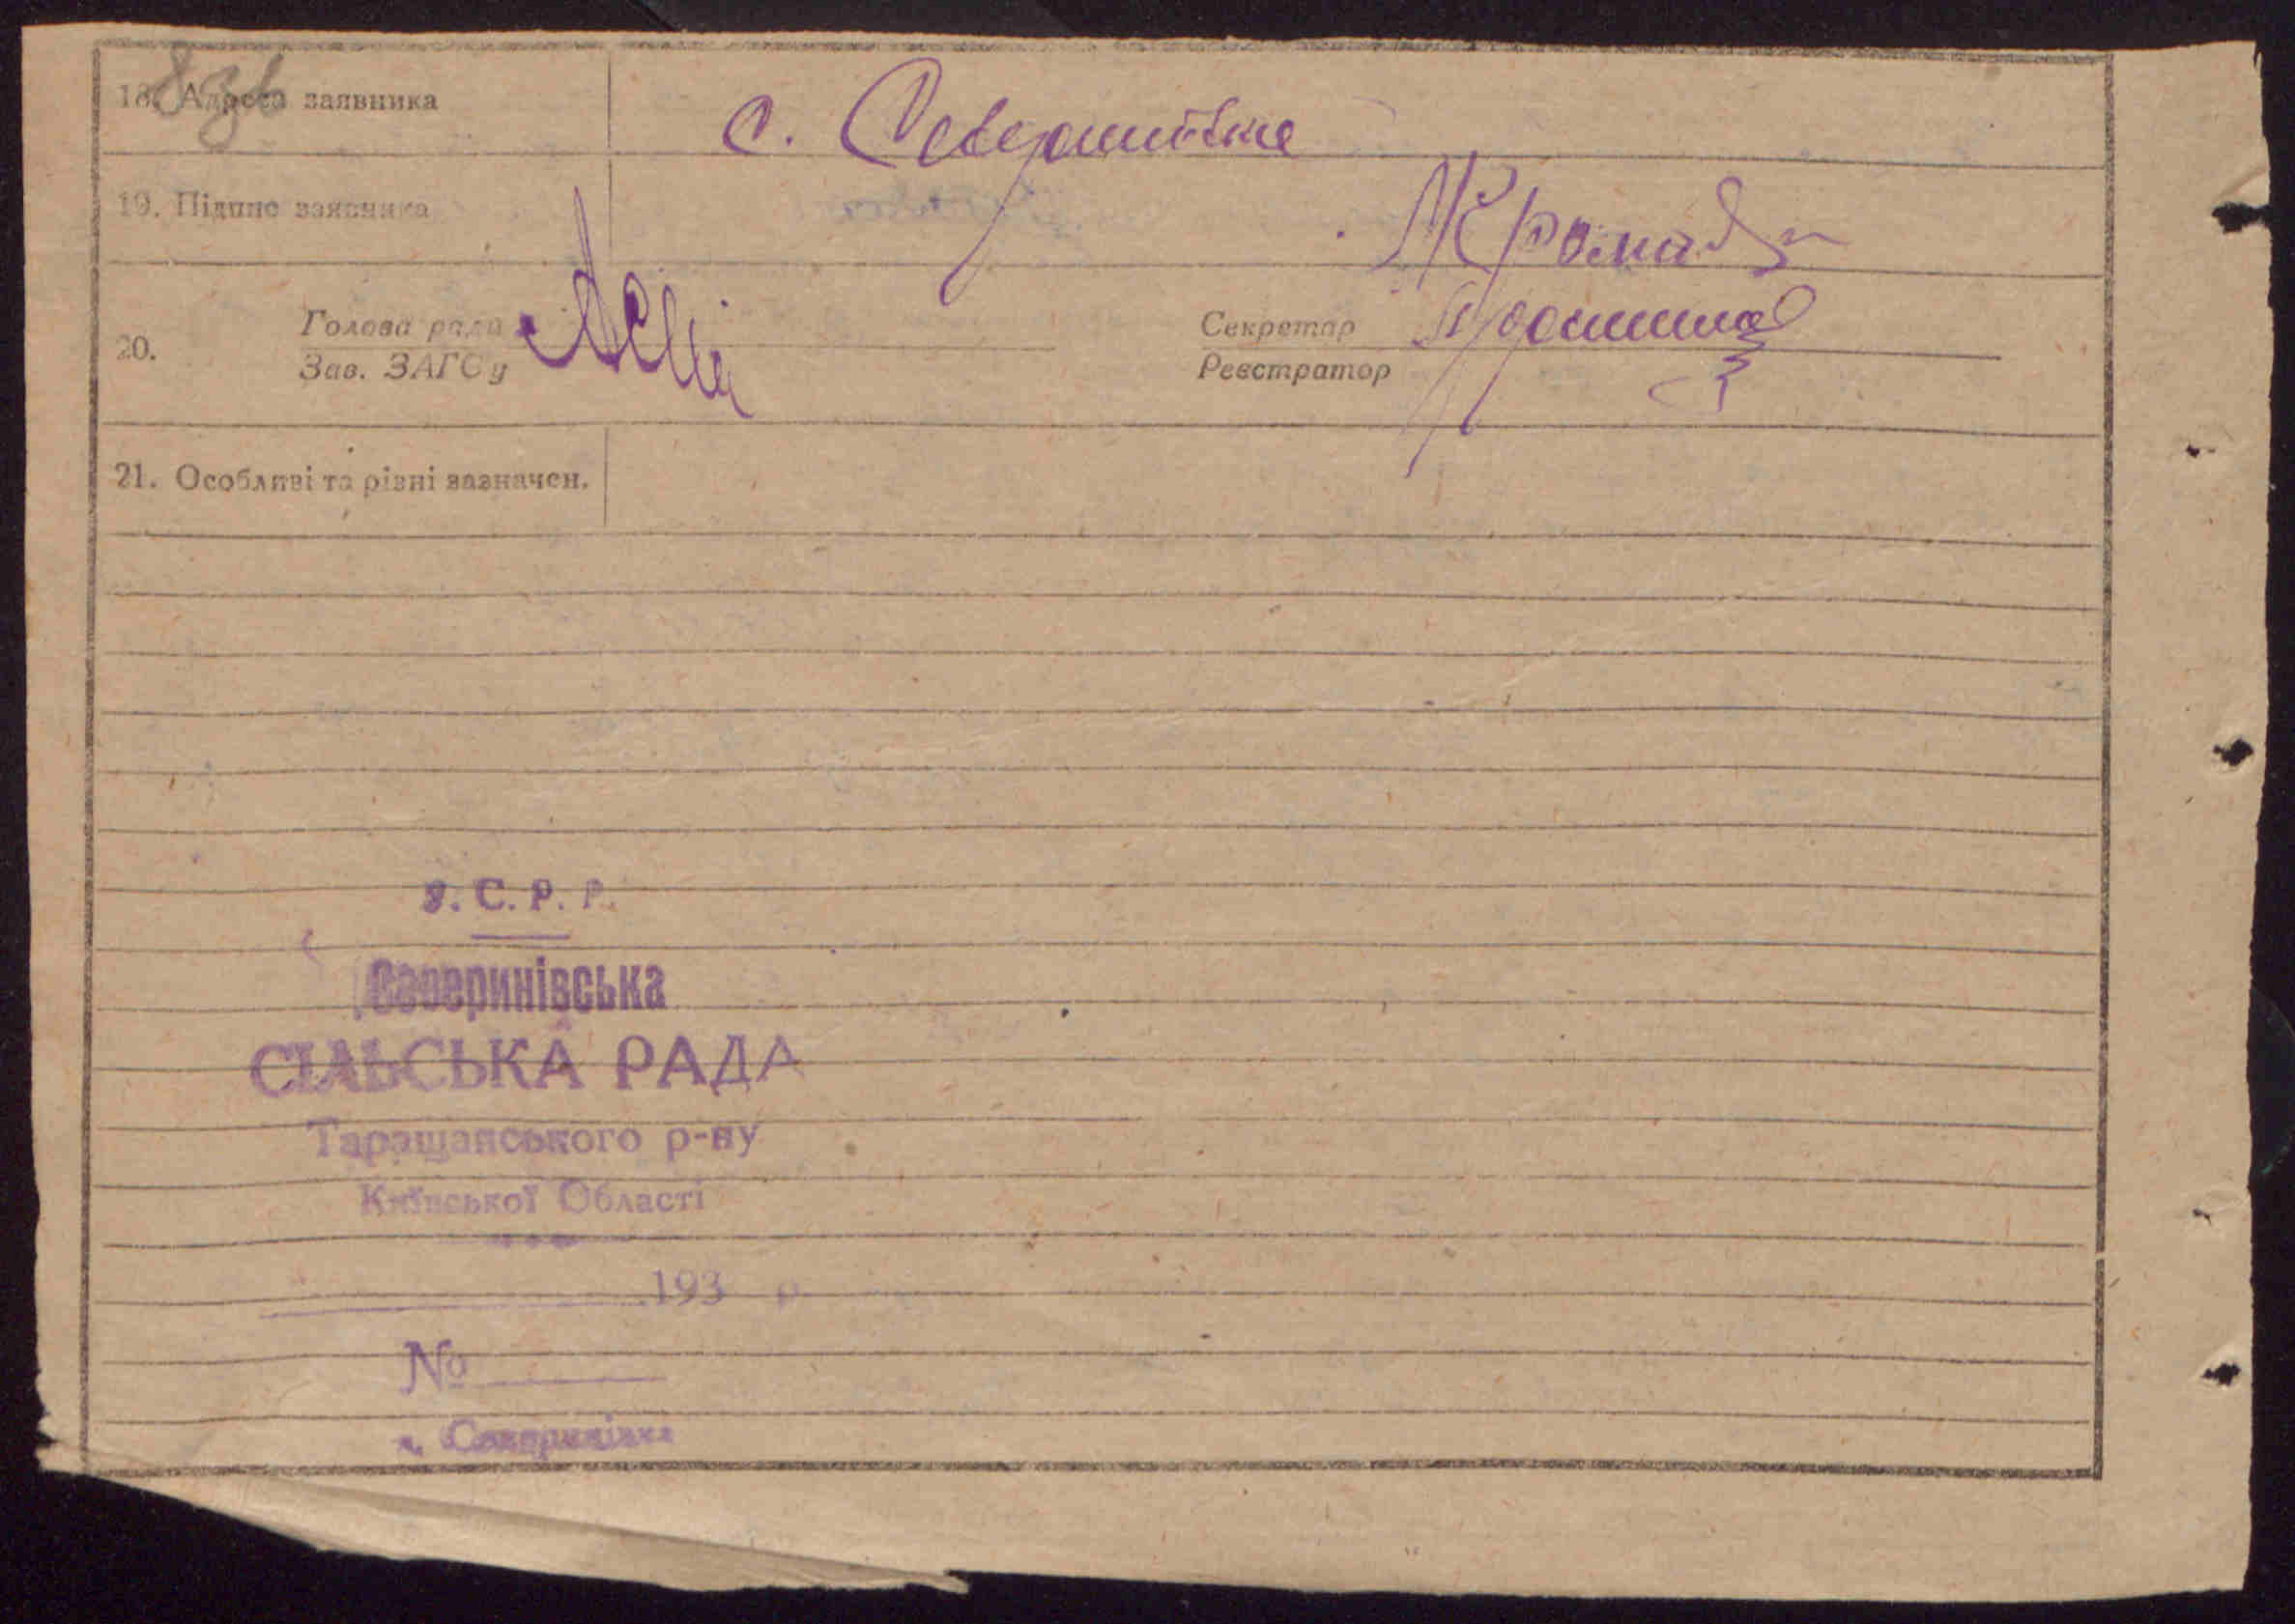 83в
18. Адреса заявника
с. Северинівка
19. Підпис заявника
20. Голова ради
Зав. ЗАГСу
Секретар
Реєстратор
21. Особливі та різні зазначен.
У. С. Р. Р.
Северинівська
СІЛЬСЬКА РАДА
Таращанського р-ну
Київської Області
193 р.
№
с. Северинівка